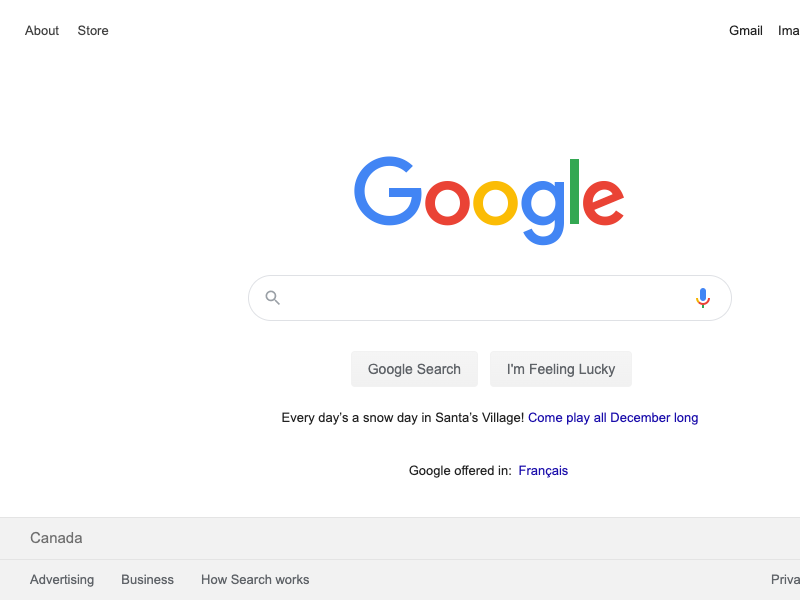 About Store Gmail Ima
Google
Google Search I'm Feeling Lucky
Every day's a snow day in Santa's Village! Come play all December long
Google offered in: Français
Canada
Advertising Business How Search works Priva